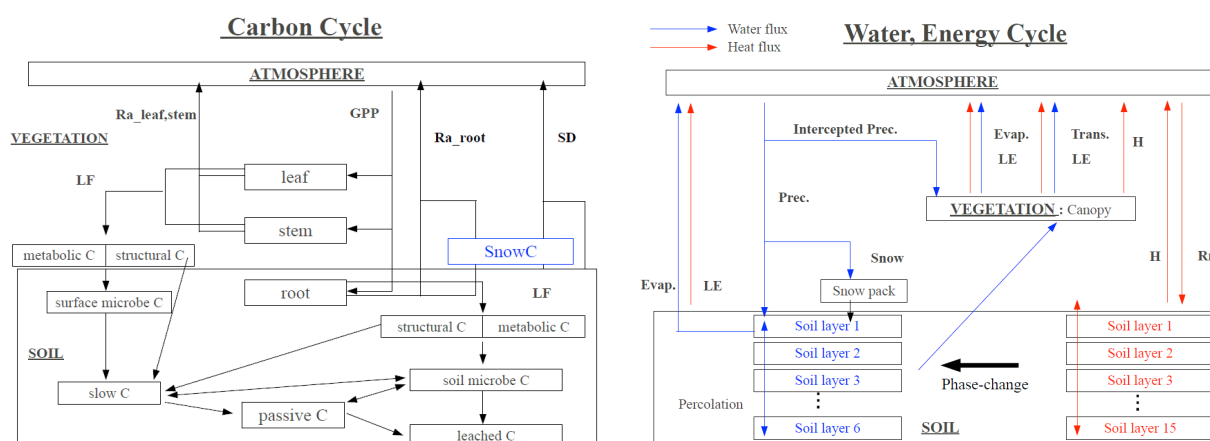 Carbon Cycle
ATMOSPHERE
Ra_leaf,stem
GPP
VEGETATION
Ra_root
SD
LF
leaf
stem
SnowC
metabolic C
structural C
root
LF
surface microbe C
structural C
metabolic C
SOIL
soil microbe C
slow C
passive C
leached C
Water flux
Heat flux
Water, Energy Cycle
ATMOSPHERE
Intercepted Prec.
Evap.
Trans.
H
LE
LE
Prec.
VEGETATION : Canopy
Snow
H
Evap.
LE
Snow pack
Soil layer 1
Soil layer 1
Soil layer 2
Soil layer 2
Soil layer 3
Soil layer 3
Phase-change
Percolation
Soil layer 6
SOIL
Soil layer 15